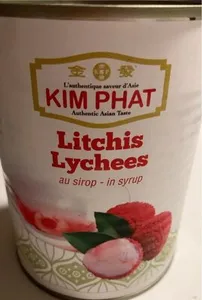 金 發
L'authentique saveur d'Asie
KIM PHAT
Authentic Asian Taste
Litchis
Lychees
au sirop - in syrup